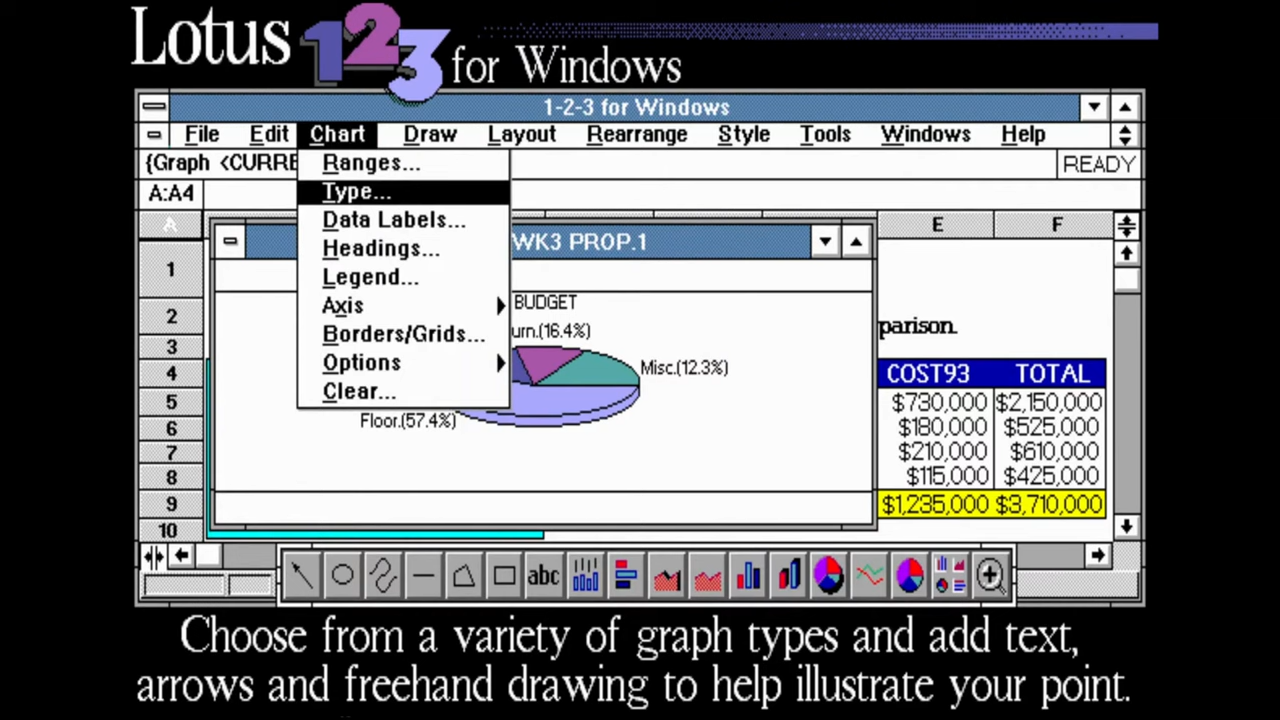 Lotus 123 for Windows
1-2-3 for Windows
File Edit Chart Draw Layout Rearrange Style Tools Windows Help
{Graph <CURRE READY
A:A4
Ranges...
Type...
Data Labels...
Headings...
Legend...
Axis
Borders/Grids...
Options
Clear...
A E F
WK3 PROP.1
BUDGET
urn.(16.4%)
Misc.(12.3%)
Floor.(57.4%)
1
2 parison.
3
4 COST93 TOTAL
5 $730,000 $2,150,000
6 $180,000 $525,000
7 $210,000 $610,000
8 $115,000 $425,000
9 $1,235,000 $3,710,000
10
abc
Choose from a variety of graph types and add text,
arrows and freehand drawing to help illustrate your point.